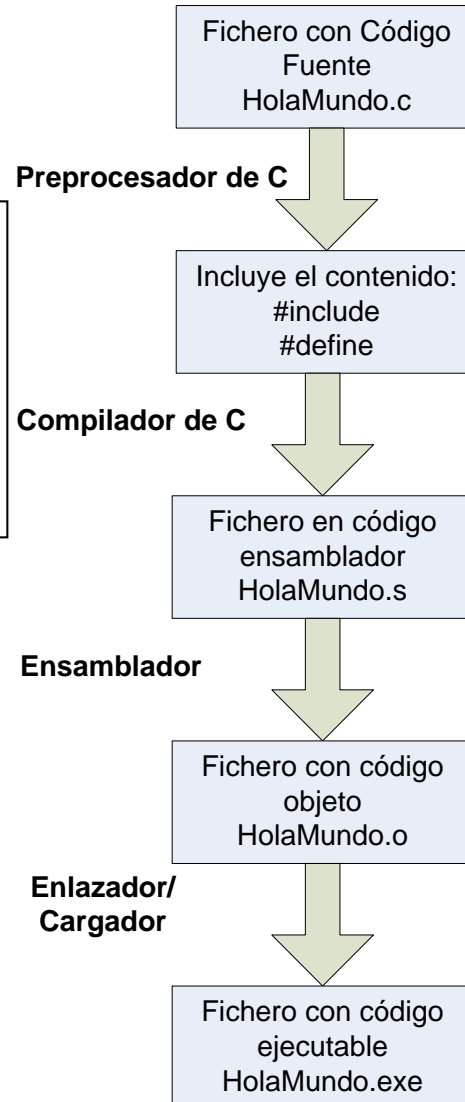 Fichero con Código
Fuente
HolaMundo.c
Preprocesador de C
Incluye el contenido:
#include
#define
Compilador de C
Fichero en código
ensamblador
HolaMundo.s
Ensamblador
Fichero con código
objeto
HolaMundo.o
Enlazador/
Cargador
Fichero con código
ejecutable
HolaMundo.exe